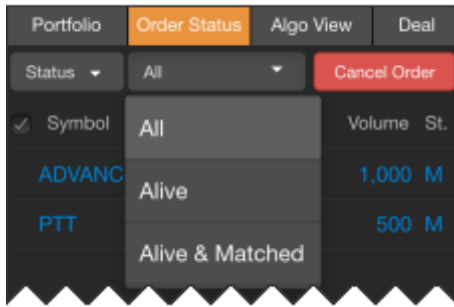 Portfolio Order Status Algo View Deal
Status All Cancel Order
Symbol Volume St.
All
ADVANC 1,000 M
Alive
PTT 500 M
Alive & Matched